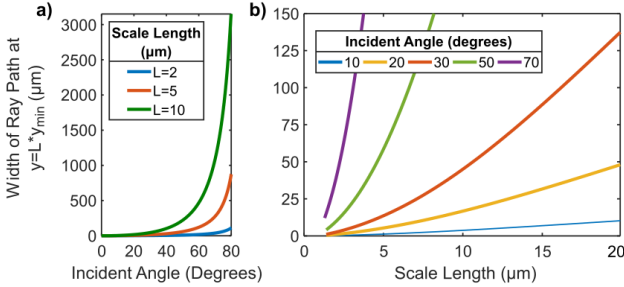 a)
Width of Ray Path at
y=L*y_min (μm)
3000
2500
2000
1500
1000
500
0
Scale Length
(μm)
L=2
L=5
L=10
0 20 40 60 80
Incident Angle (Degrees)
b)
150
125
100
75
50
25
0
Incident Angle (degrees)
10 20 30 50 70
0 5 10 15 20
Scale Length (μm)